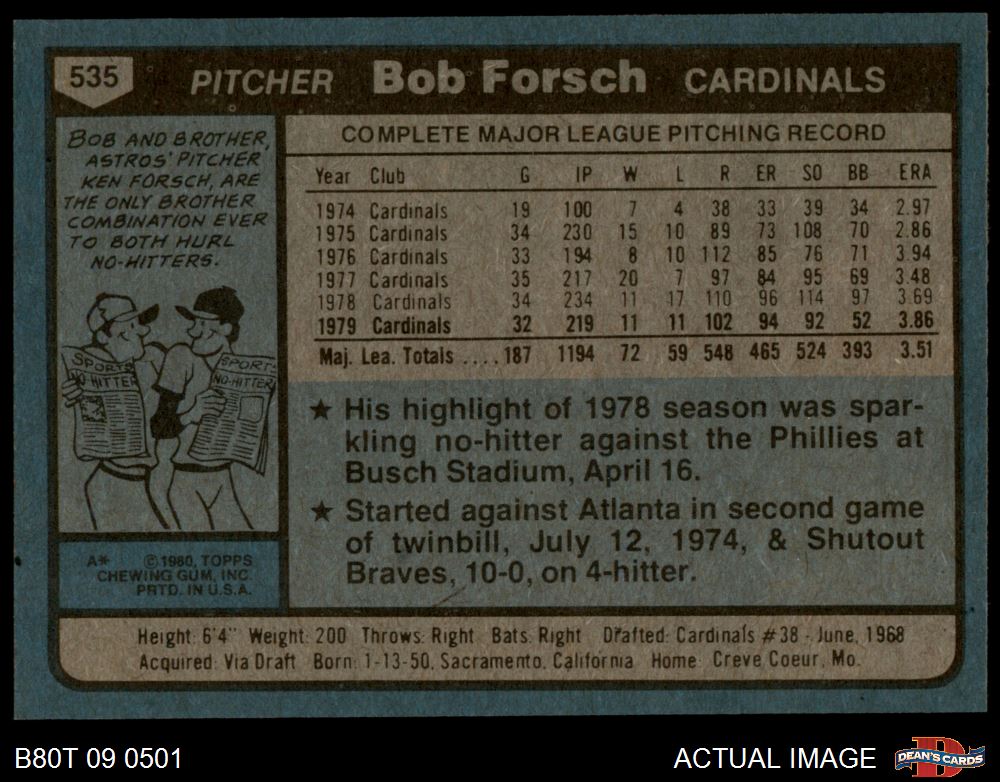 535 PITCHER Bob Forsch CARDINALS
BOB AND BROTHER,
ASTROS' PITCHER
KEN FORSCH, ARE
THE ONLY BROTHER
COMBINATION EVER
TO BOTH HURL
NO-HITTERS.
SPORTS
NO-HITTER
SPORTS
NO-HITTER
A* © 1980, TOPPS
CHEWING GUM, INC.
PRTD. IN U.S.A.
COMPLETE MAJOR LEAGUE PITCHING RECORD
Year Club G IP W L R ER SO BB ERA
1974 Cardinals 19 100 7 4 38 33 39 34 2.97
1975 Cardinals 34 230 15 10 89 73 108 70 2.86
1976 Cardinals 33 194 8 10 112 85 76 71 3.94
1977 Cardinals 35 217 20 7 97 84 95 69 3.48
1978 Cardinals 34 234 11 17 110 96 114 97 3.69
1979 Cardinals 32 219 11 11 102 94 92 52 3.86
Maj. Lea. Totals .... 187 1194 72 59 548 465 524 393 3.51
★ His highlight of 1978 season was spar-
kling no-hitter against the Phillies at
Busch Stadium, April 16.
★ Started against Atlanta in second game
of twinbill, July 12, 1974, & Shutout
Braves, 10-0, on 4-hitter.
Height: 6'4" Weight: 200 Throws: Right Bats: Right Drafted: Cardinals #38 - June, 1968
Acquired: Via Draft Born: 1-13-50, Sacramento, California Home: Creve Coeur, Mo.
B80T 09 0501 ACTUAL IMAGE D DEAN'S CARDS